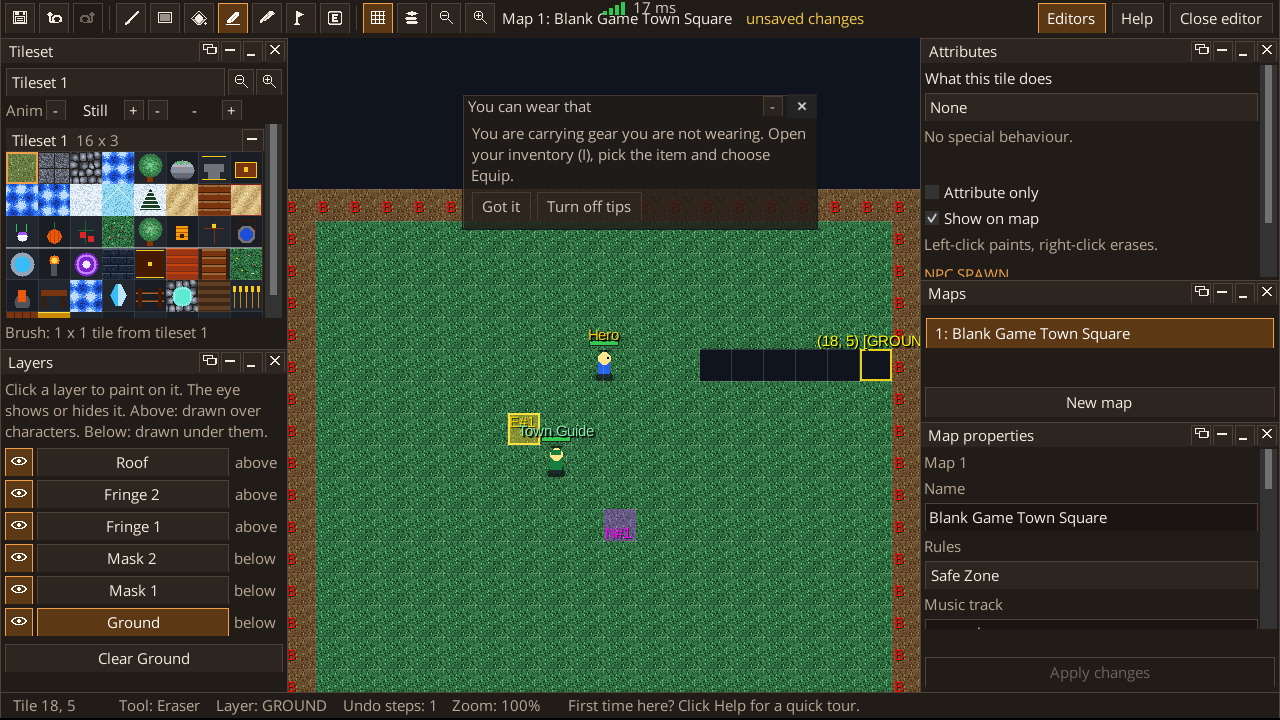 17 ms
Map 1: Blank Game Town Square
unsaved changes
Editors
Help
Close editor
E
Tileset
Tileset 1
Anim - Still + - - +
Tileset 1 16 x 3
Brush: 1 x 1 tile from tileset 1
Layers
Click a layer to paint on it. The eye
shows or hides it. Above: drawn over
characters. Below: drawn under them.
Roof above
Fringe 2 above
Fringe 1 above
Mask 2 below
Mask 1 below
Ground below
Clear Ground
You can wear that
You are carrying gear you are not wearing. Open
your inventory (I), pick the item and choose
Equip.
Got it
Turn off tips
Hero
(18, 5) [GROUN
E#1
Town Guide
N#1
Attributes
What this tile does
None
No special behaviour.
Attribute only
Show on map
Left-click paints, right-click erases.
NPC SPAWN
Maps
1: Blank Game Town Square
New map
Map properties
Map 1
Name
Blank Game Town Square
Rules
Safe Zone
Music track
Apply changes
Tile 18, 5
Tool: Eraser
Layer: GROUND
Undo steps: 1
Zoom: 100%
First time here? Click Help for a quick tour.